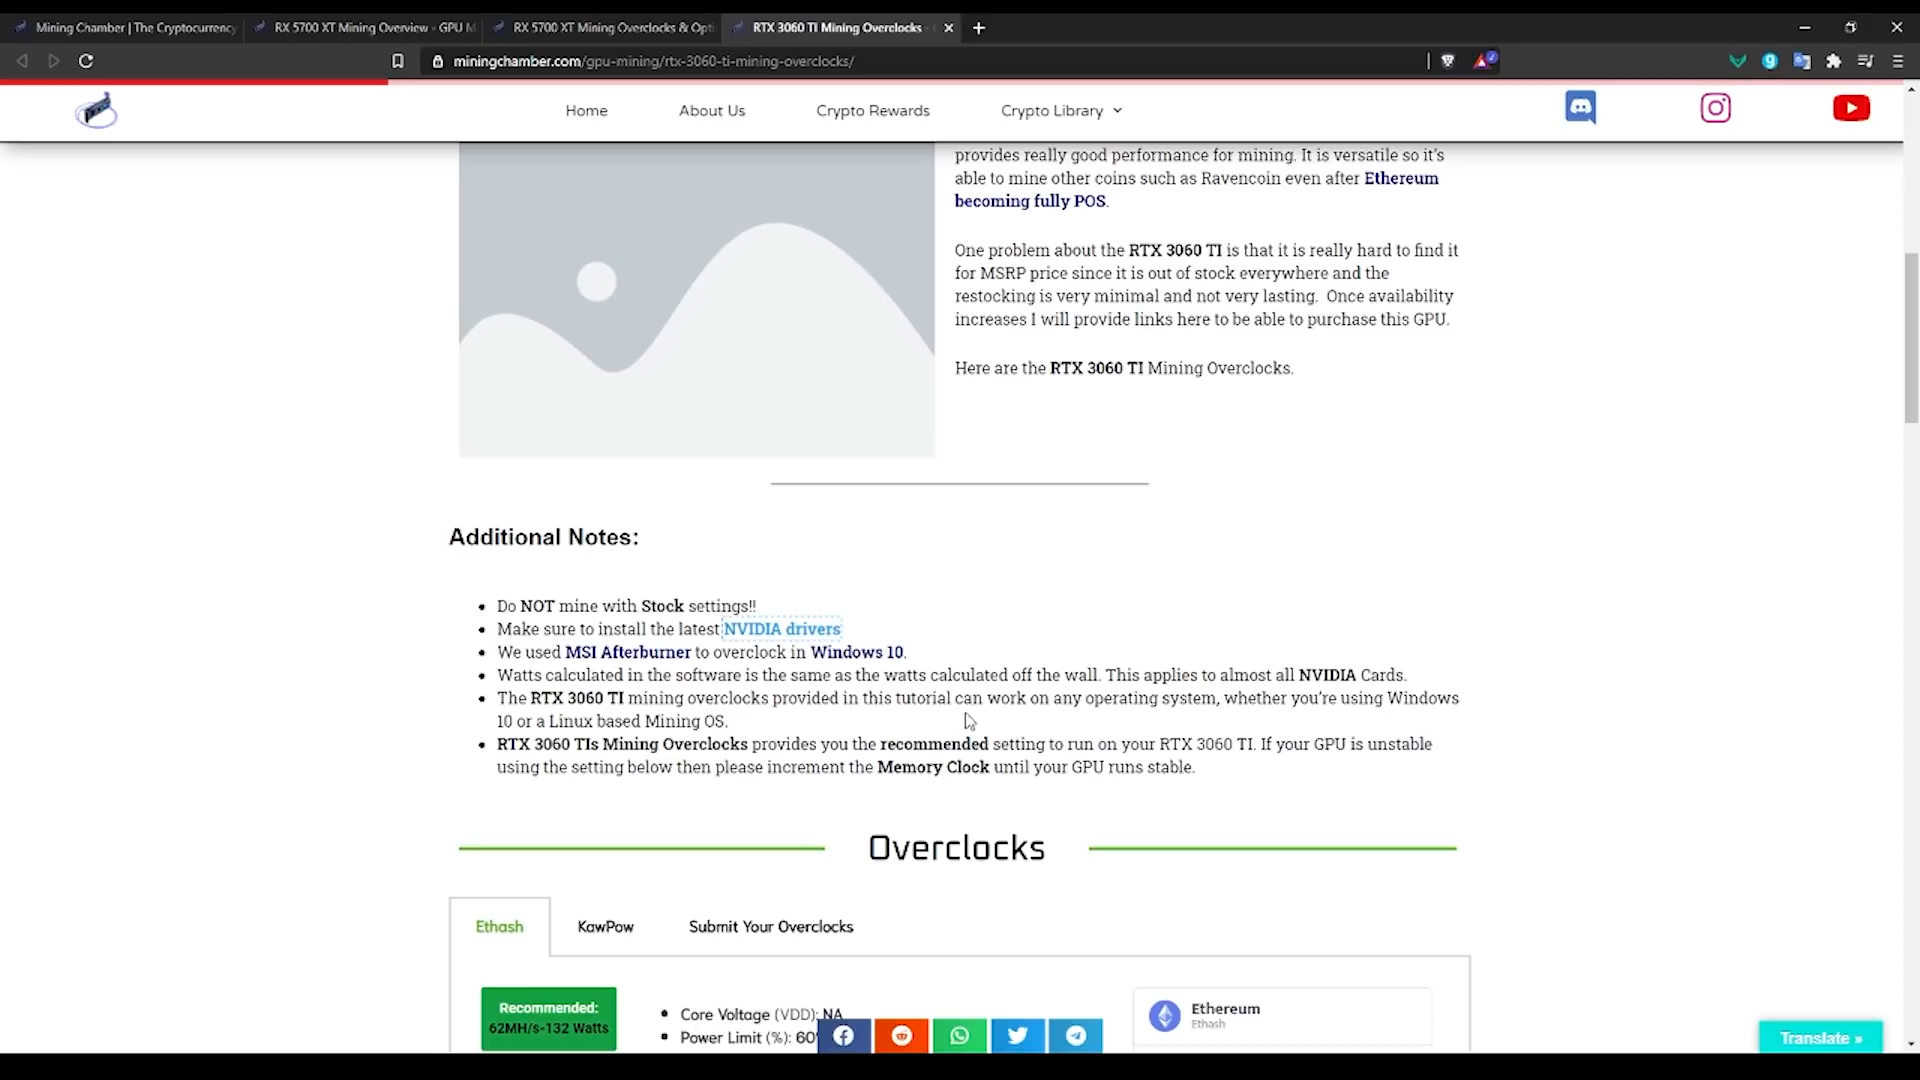 Mining Chamber | The Cryptocurrency
RX 5700 XT Mining Overview - GPU M
RX 5700 XT Mining Overclocks & Opti
RTX 3060 TI Mining Overclocks -
miningchamber.com/gpu-mining/rtx-3060-ti-mining-overclocks/
Home
About Us
Crypto Rewards
Crypto Library
provides really good performance for mining. It is versatile so it's
able to mine other coins such as Ravencoin even after Ethereum
becoming fully POS.
One problem about the RTX 3060 TI is that it is really hard to find it
for MSRP price since it is out of stock everywhere and the
restocking is very minimal and not very lasting. Once availability
increases I will provide links here to be able to purchase this GPU.
Here are the RTX 3060 TI Mining Overclocks.
Additional Notes:
Do NOT mine with Stock settings!!
Make sure to install the latest NVIDIA drivers
We used MSI Afterburner to overclock in Windows 10.
Watts calculated in the software is the same as the watts calculated off the wall. This applies to almost all NVIDIA Cards.
The RTX 3060 TI mining overclocks provided in this tutorial can work on any operating system, whether you're using Windows
10 or a Linux based Mining OS.
RTX 3060 TIs Mining Overclocks provides you the recommended setting to run on your RTX 3060 TI. If your GPU is unstable
using the setting below then please increment the Memory Clock until your GPU runs stable.
Overclocks
Ethash
KawPow
Submit Your Overclocks
Recommended:
62MH/s-132 Watts
Core Voltage (VDD): NA
Power Limit (%): 60
Ethereum
Ethash
Translate »